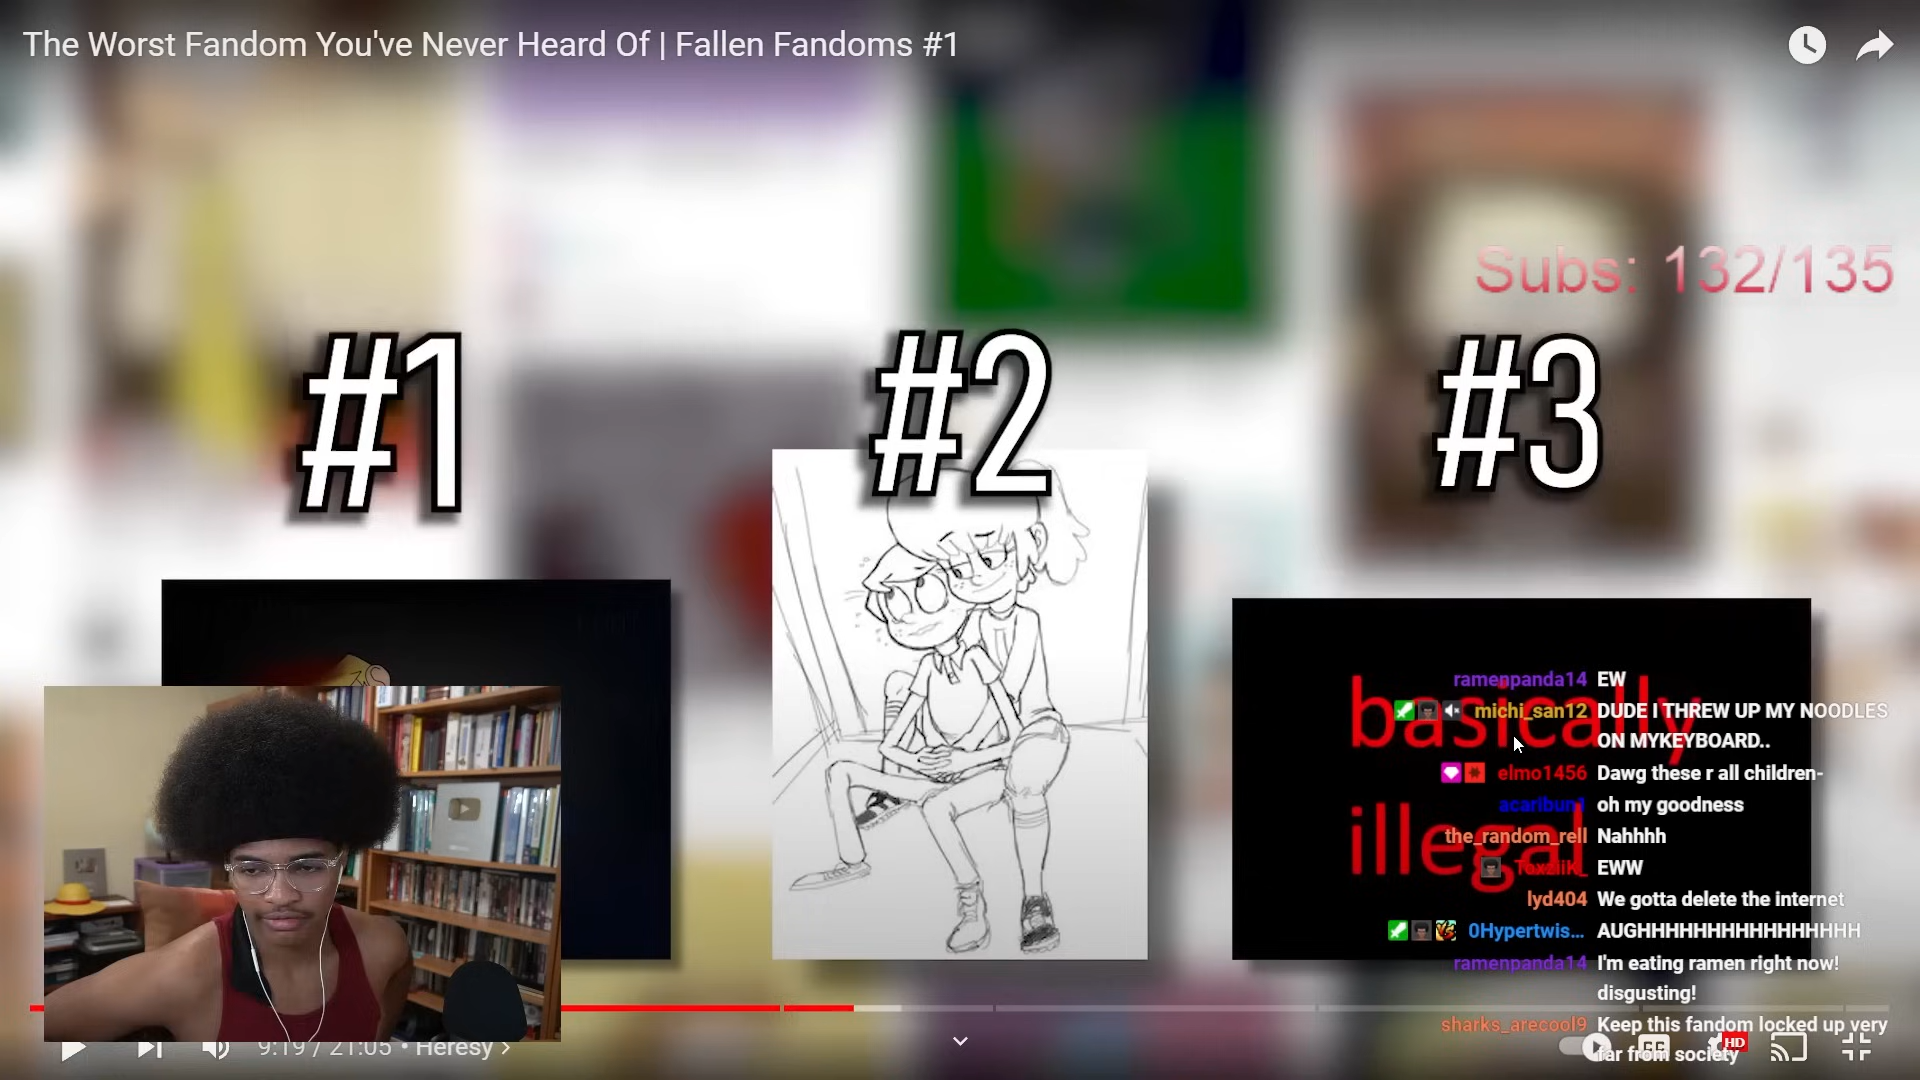 The Worst Fandom You've Never Heard Of | Fallen Fandoms #1
Subs: 132/135
#1
#2
#3
basically
illegal
ramenpanda14 EW
michi_san12 DUDE I THREW UP MY NOODLES
ON MYKEYBOARD..
elmo1456 Dawg these r all children-
oh my goodness
the_random_rell Nahhhh
EWW
lyd404 We gotta delete the internet
0Hypertwis... AUGHHHHHHHHHHHHHHHH
ramenpanda14 I'm eating ramen right now!
disgusting!
sharks_arecool9 Keep this fandom locked up very
far from society
9:19 / 21:05 • Heresy >
CC
HD